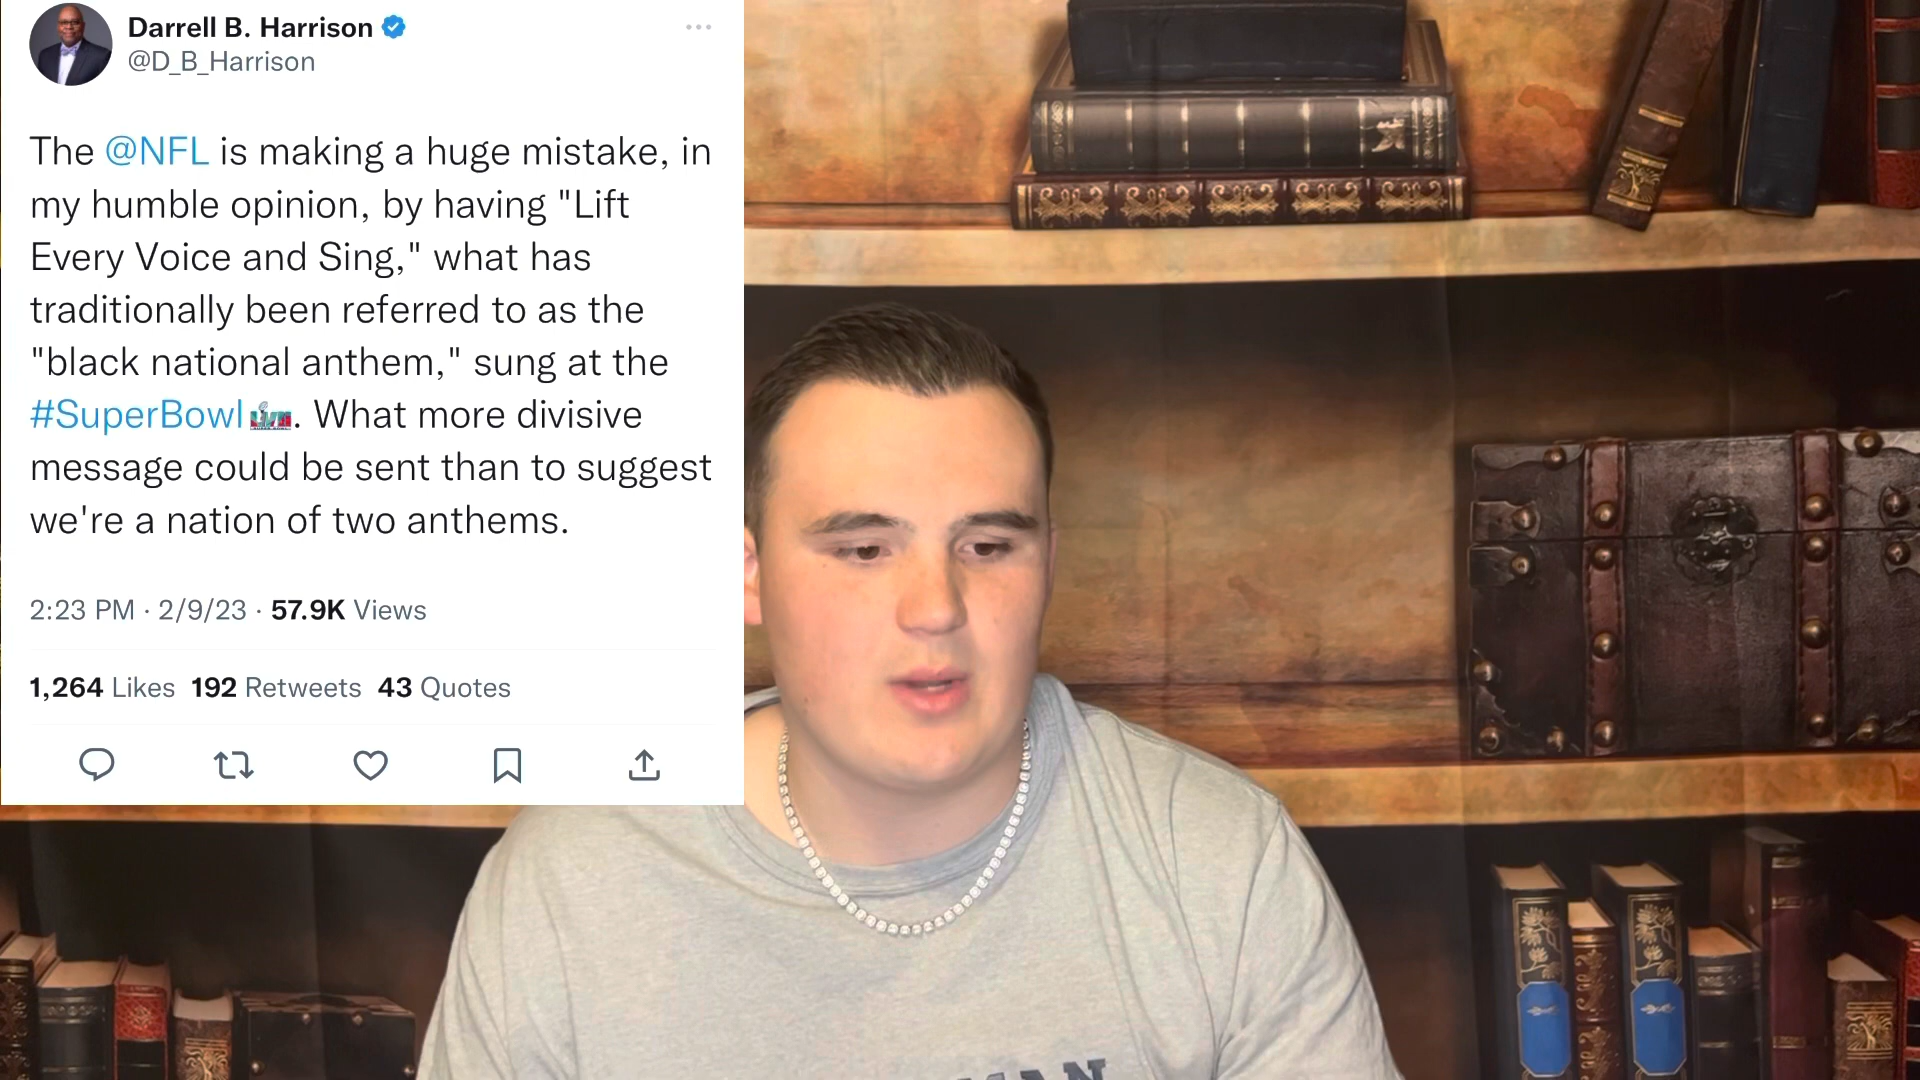 Darrell B. Harrison
@D_B_Harrison
The @NFL is making a huge mistake, in
my humble opinion, by having "Lift
Every Voice and Sing," what has
traditionally been referred to as the
"black national anthem," sung at the
#SuperBowl. What more divisive
message could be sent than to suggest
we're a nation of two anthems.
2:23 PM · 2/9/23 · 57.9K Views
1,264 Likes 192 Retweets 43 Quotes